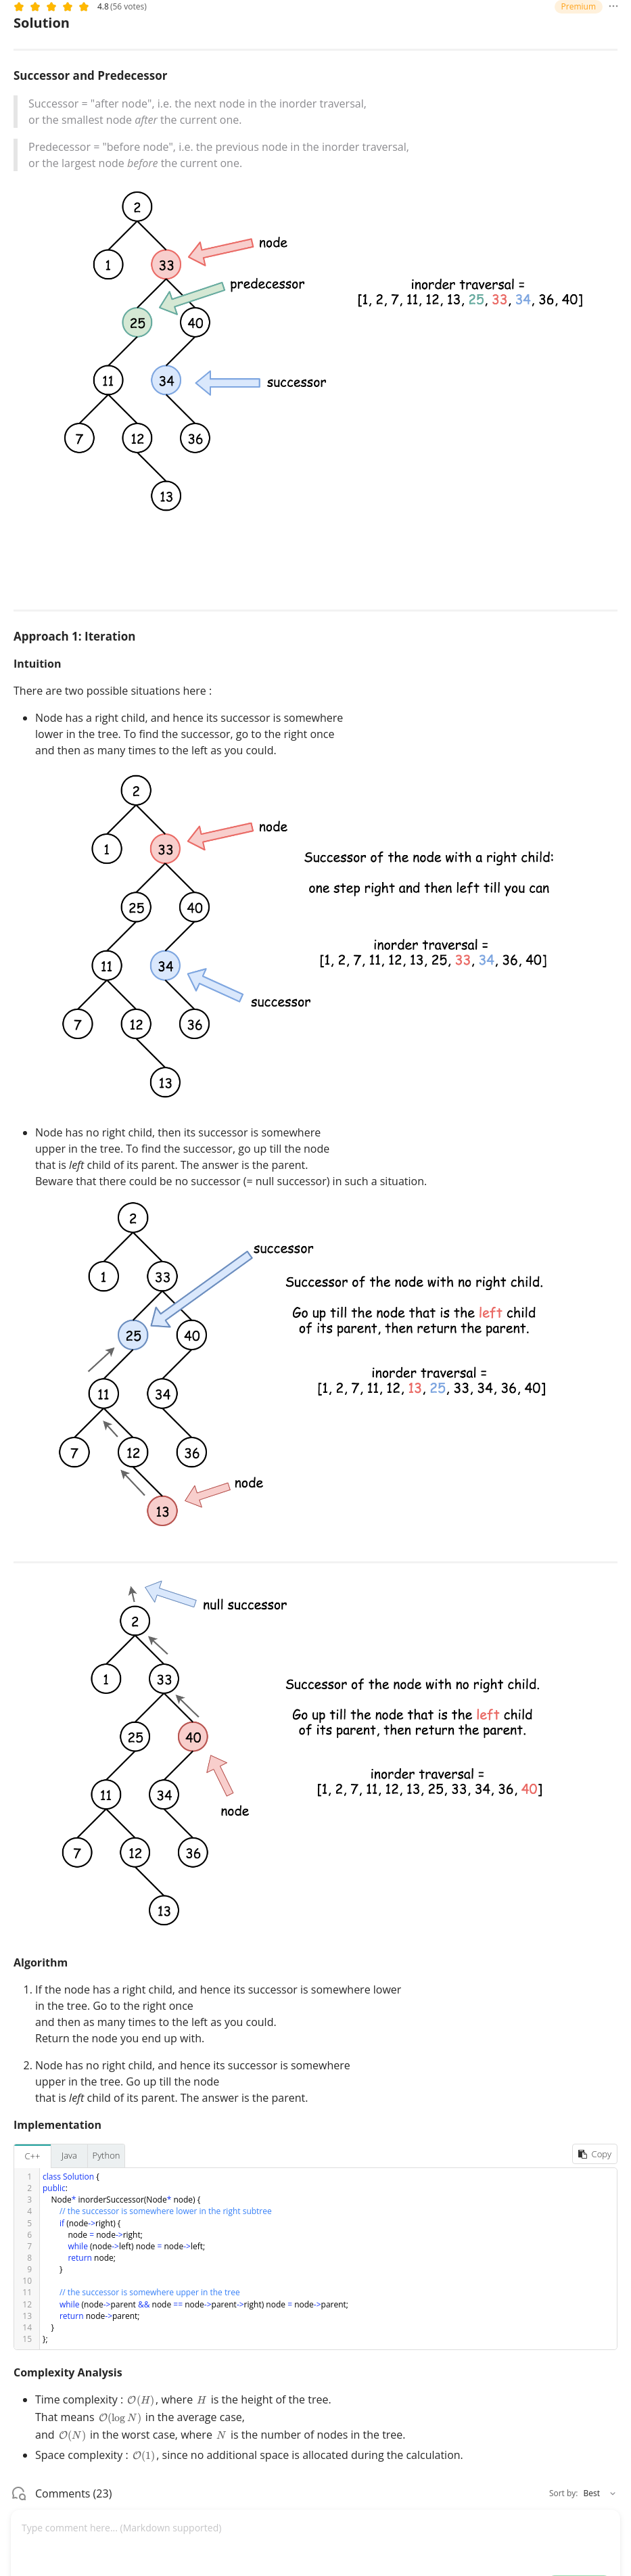 4.8 (56 votes)
Premium
Solution
Successor and Predecessor
Successor = "after node", i.e. the next node in the inorder traversal,
or the smallest node after the current one.
Predecessor = "before node", i.e. the previous node in the inorder traversal,
or the largest node before the current one.
2
node
1
33
predecessor
inorder traversal =
[1, 2, 7, 11, 12, 13, 25, 33, 34, 36, 40]
25
40
11
34
successor
7
12
36
13
Approach 1: Iteration
Intuition
There are two possible situations here :
• Node has a right child, and hence its successor is somewhere
lower in the tree. To find the successor, go to the right once
and then as many times to the left as you could.
2
node
1
33
Successor of the node with a right child:
one step right and then left till you can
25
40
inorder traversal =
[1, 2, 7, 11, 12, 13, 25, 33, 34, 36, 40]
11
34
successor
7
12
36
13
• Node has no right child, then its successor is somewhere
upper in the tree. To find the successor, go up till the node
that is left child of its parent. The answer is the parent.
Beware that there could be no successor (= null successor) in such a situation.
2
successor
1
33
Successor of the node with no right child.
Go up till the node that is the left child
of its parent, then return the parent.
25
40
inorder traversal =
[1, 2, 7, 11, 12, 13, 25, 33, 34, 36, 40]
11
34
7
12
36
node
13
null successor
2
1
33
Successor of the node with no right child.
Go up till the node that is the left child
of its parent, then return the parent.
25
40
inorder traversal =
[1, 2, 7, 11, 12, 13, 25, 33, 34, 36, 40]
11
34
node
7
12
36
13
Algorithm
1. If the node has a right child, and hence its successor is somewhere lower
in the tree. Go to the right once
and then as many times to the left as you could.
Return the node you end up with.
2. Node has no right child, and hence its successor is somewhere
upper in the tree. Go up till the node
that is left child of its parent. The answer is the parent.
Implementation
C++ Java Python
Copy
1 class Solution {
2 public:
3 Node* inorderSuccessor(Node* node) {
4 // the successor is somewhere lower in the right subtree
5 if (node->right) {
6 node = node->right;
7 while (node->left) node = node->left;
8 return node;
9 }
10
11 // the successor is somewhere upper in the tree
12 while (node->parent && node == node->parent->right) node = node->parent;
13 return node->parent;
14 }
15 };
Complexity Analysis
• Time complexity : O(H), where H is the height of the tree.
That means O(log N) in the average case,
and O(N) in the worst case, where N is the number of nodes in the tree.
• Space complexity : O(1), since no additional space is allocated during the calculation.
Comments (23)
Sort by: Best
Type comment here... (Markdown supported)